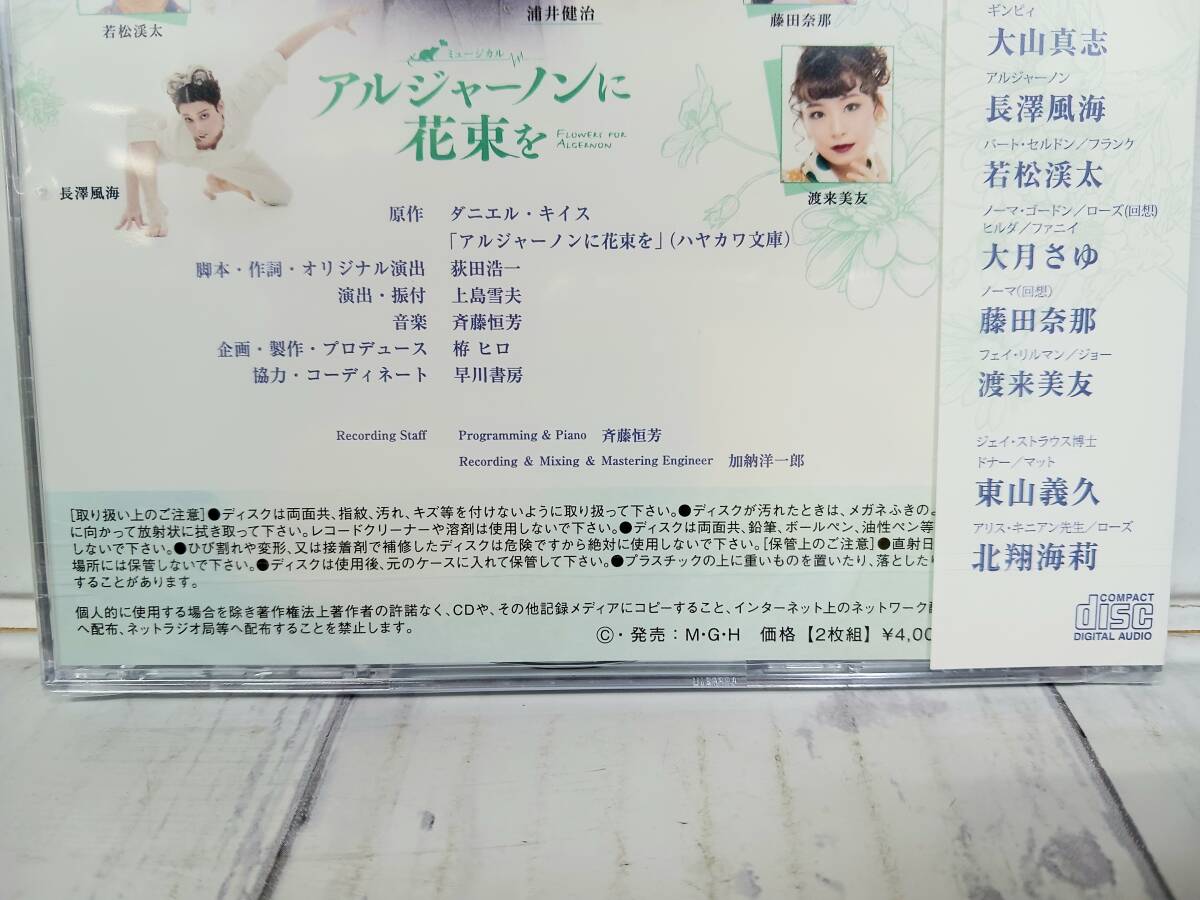 若松渓太
浦井健治
藤田奈那
ミュージカル
アルジャーノンに
花束を
FLOWERS FOR
ALGERNON
長澤風海
渡来美友
原作 ダニエル・キイス
「アルジャーノンに花束を」(ハヤカワ文庫)
脚本・作詞・オリジナル演出 荻田浩一
演出・振付 上島雪夫
音楽 斉藤恒芳
企画・製作・プロデュース 栫 ヒロ
協力・コーディネート 早川書房
Recording Staff Programming & Piano 斉藤恒芳
Recording & Mixing & Mastering Engineer 加納洋一郎
[取り扱い上のご注意]●ディスクは両面共、指紋、汚れ、キズ等を付けないように取り扱って下さい。●ディスクが汚れたときは、メガネふきのよ
に向かって放射状に拭き取って下さい。レコードクリーナーや溶剤は使用しないで下さい。●ディスクは両面共、鉛筆、ボールペン、油性ペン等
しないで下さい。●ひび割れや変形、又は接着剤で補修したディスクは危険ですから絶対に使用しないで下さい。[保管上のご注意]●直射日
場所には保管しないで下さい。●ディスクは使用後、元のケースに入れて保管して下さい。●プラスチックの上に重いものを置いたり、落としたり
することがあります。
個人的に使用する場合を除き著作権法上著作者の許諾なく、CDや、その他記録メディアにコピーすること、インターネット上のネットワーク配
へ配布、ネットラジオ局等へ配布することを禁止します。
©・発売:M・G・H 価格【2枚組】¥4,00
ギンピィ
大山真志
アルジャーノン
長澤風海
バート・セルドン/フランク
若松渓太
ノーマ・ゴードン/ローズ(回想)
ヒルダ/ファニイ
大月さゆ
ノーマ(回想)
藤田奈那
フェイ・リルマン/ジョー
渡来美友
ジェイ・ストラウス博士
ドナー/マット
東山義久
アリス・キニアン先生/ローズ
北翔海莉
COMPACT
disc
DIGITAL AUDIO